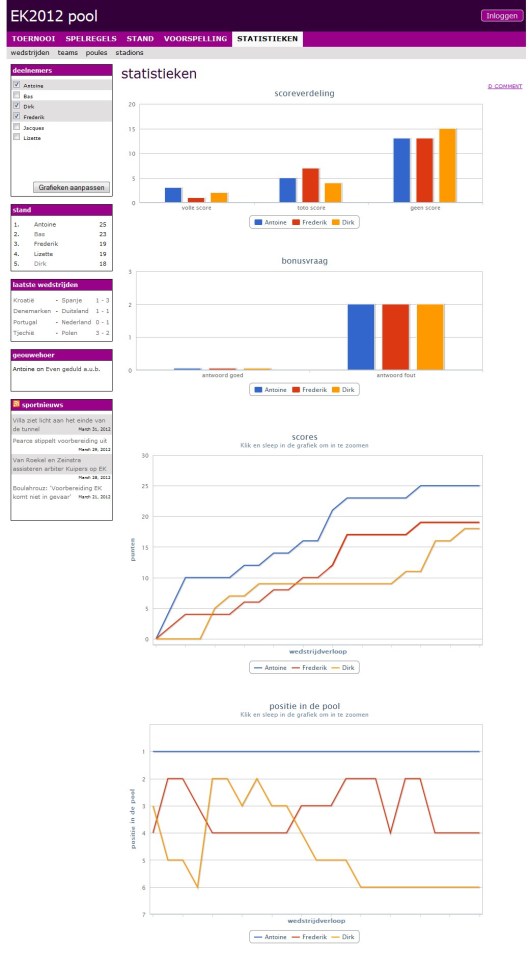 EK2012 pool
Inloggen
TOERNOOI SPELREGELS STAND VOORSPELLING STATISTIEKEN
wedstrijden teams poules stadions
deelnemers
Antoine
Bas
Dirk
Frederik
Jacques
Lizette
Grafieken aanpassen
stand
1. Antoine 25
2. Bas 23
3. Frederik 19
4. Lizette 19
5. Dirk 18
laatste wedstrijden
Kroatië - Spanje 1 - 3
Denemarken - Duitsland 1 - 1
Portugal - Nederland 0 - 1
Tjechië - Polen 3 - 2
geouwehoer
Antoine on Even geduld a.u.b.
sportnieuws
Villa ziet licht aan het einde van
de tunnel March 31, 2012
Pearce stippelt voorbereiding uit
March 29, 2012
Van Roekel en Zeinstra
assisteren arbiter Kuipers op EK
March 28, 2012
Boulahrouz: 'Voorbereiding EK
komt niet in gevaar' March 21, 2012
statistieken
0 COMMENT
scoreverdeling
20
15
10
5
0
volle score toto score geen score
Antoine Frederik Dirk
bonusvraag
3
2
1
0
antwoord goed antwoord fout
Antoine Frederik Dirk
scores
Klik en sleep in de grafiek om in te zoomen
30
25
20
15
10
5
0
punten
wedstrijdverloop
Antoine Frederik Dirk
positie in de pool
Klik en sleep in de grafiek om in te zoomen
1
2
3
4
5
6
7
positie in de pool
wedstrijdverloop
Antoine Frederik Dirk